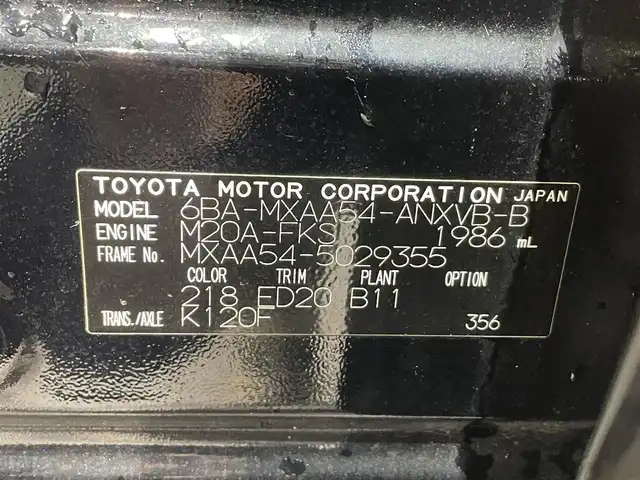 TOYOTA MOTOR CORPORATION JAPAN
MODEL 6BA-MXAA54-ANXVB-B
ENGINE M20A-FKS 1986 mL
FRAME No. MXAA54-5029355
COLOR TRIM PLANT OPTION
218 ED20 B11
TRANS./AXLE K120F 356